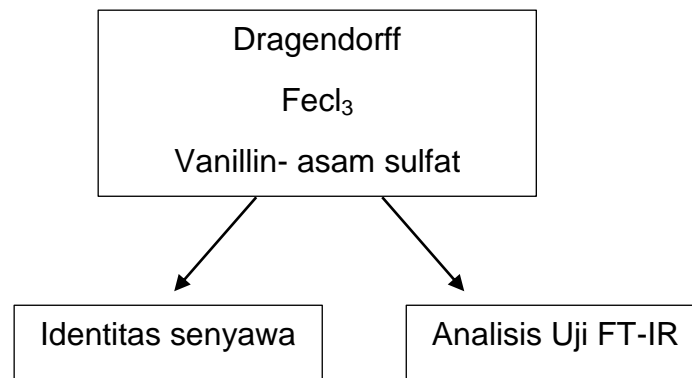 Dragendorff
Fecl₃
Vanillin- asam sulfat
Identitas senyawa
Analisis Uji FT-IR